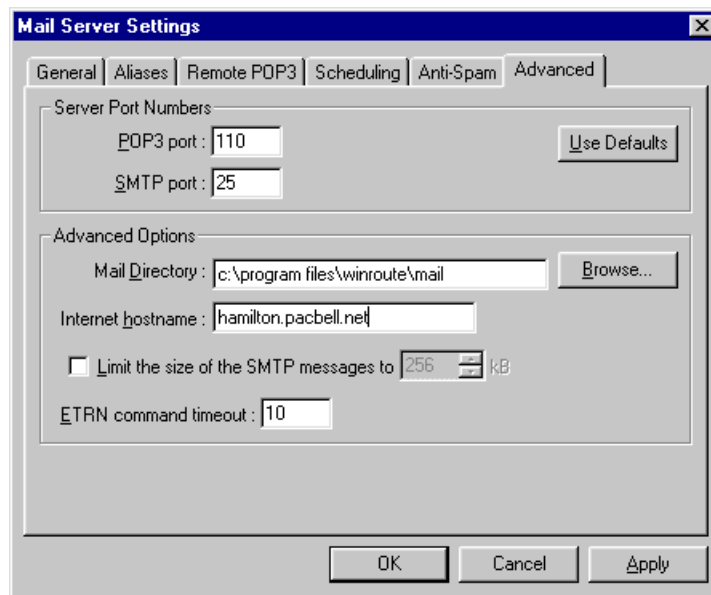 Mail Server Settings
General Aliases Remote POP3 Scheduling Anti-Spam Advanced
Server Port Numbers
POP3 port : 110
Use Defaults
SMTP port : 25
Advanced Options
Mail Directory : c:\program files\winroute\mail
Browse...
Internet hostname : hamilton.pacbell.net
Limit the size of the SMTP messages to 256 kB
ETRN command timeout : 10
OK Cancel Apply